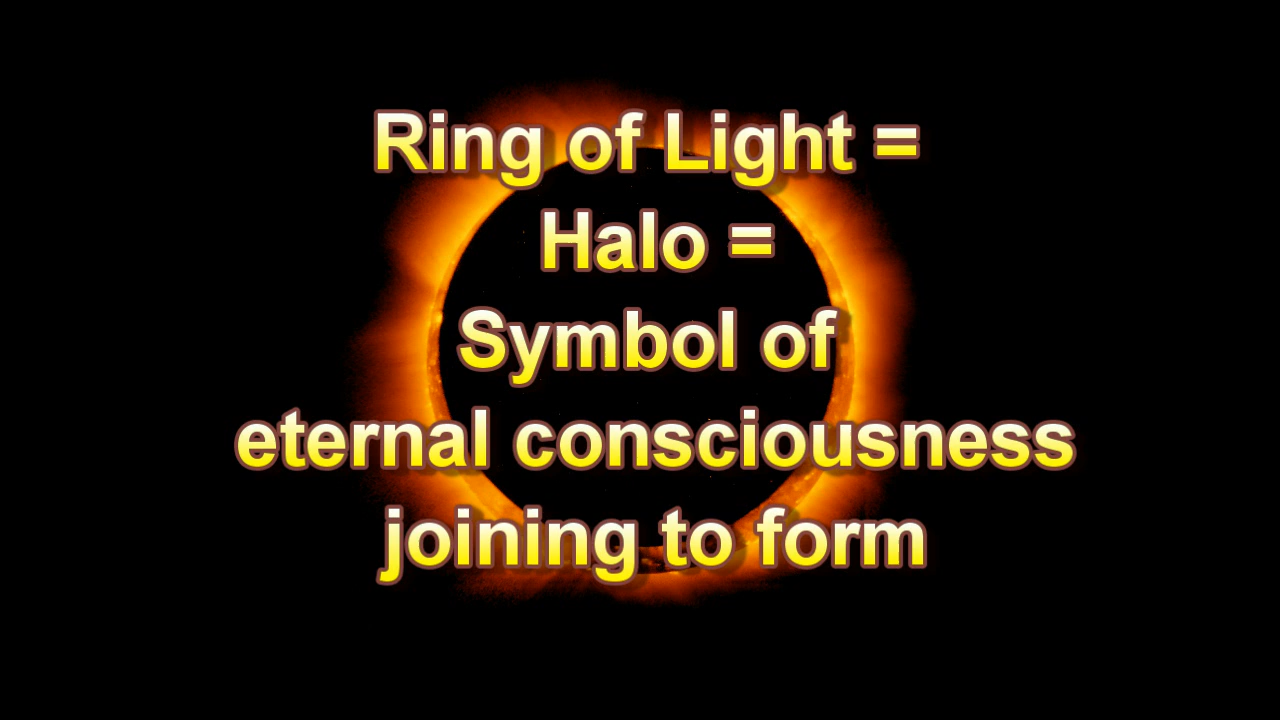 Ring of Light =
Halo =
Symbol of
eternal consciousness
joining to form